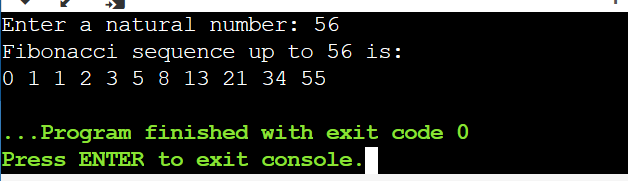 Enter a natural number: 56
Fibonacci sequence up to 56 is:
0 1 1 2 3 5 8 13 21 34 55
...Program finished with exit code 0
Press ENTER to exit console.